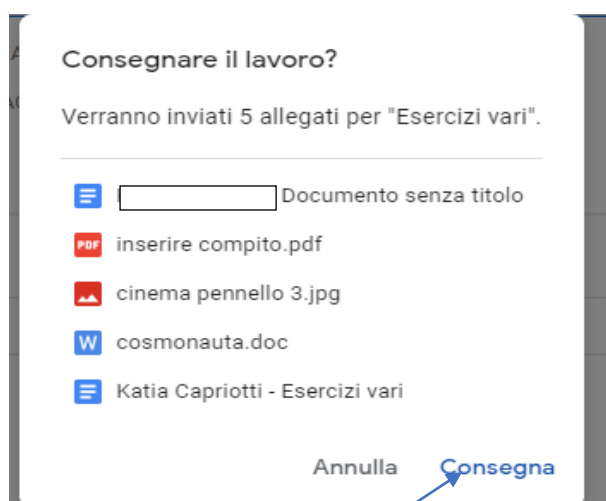 Consegnare il lavoro?
Verranno inviati 5 allegati per "Esercizi vari".
Documento senza titolo
PDF inserire compito.pdf
cinema pennello 3.jpg
W cosmonauta.doc
Katia Capriotti - Esercizi vari
Annulla Consegna